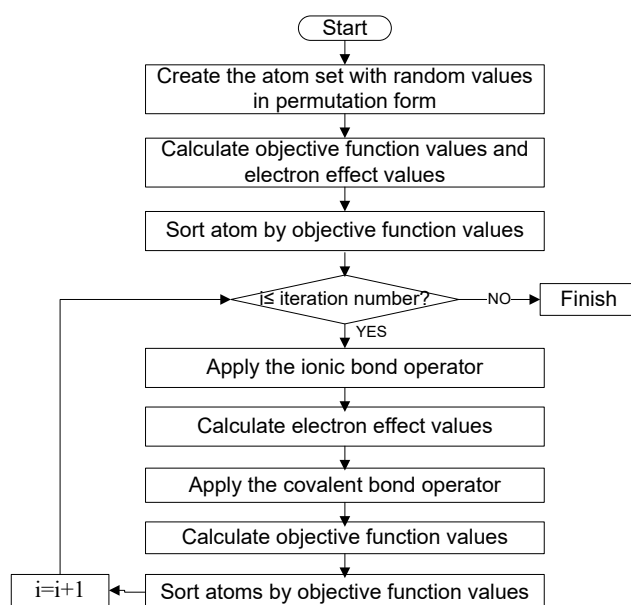 Start
Create the atom set with random values
in permutation form
Calculate objective function values and
electron effect values
Sort atom by objective function values
i≤ iteration number?
NO
Finish
YES
Apply the ionic bond operator
Calculate electron effect values
Apply the covalent bond operator
Calculate objective function values
i=i+1
Sort atoms by objective function values